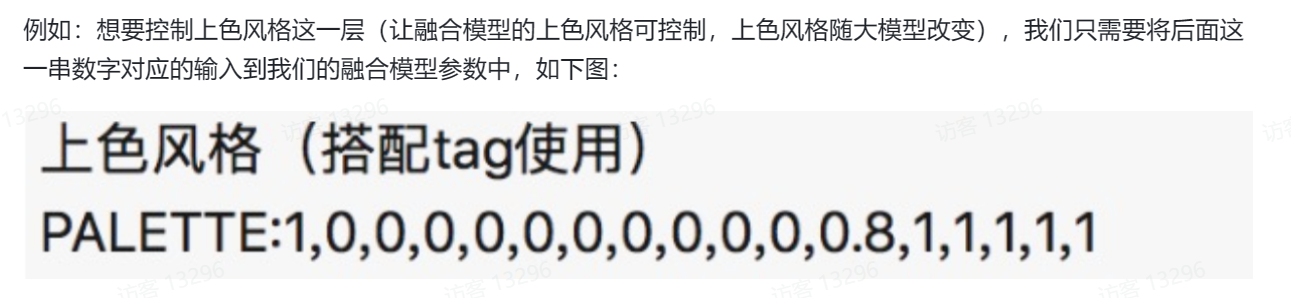 例如：想要控制上色风格这一层（让融合模型的上色风格可控制，上色风格随大模型改变），我们只需要将后面这
一串数字对应的输入到我们的融合模型参数中，如下图：
13296
访客 13296
客 13296
访客 13296
访
上色风格（搭配tag使用）
PALETTE:1,0,0,0,0,0,0,0,0,0,0,0.8,1,1,1,1,1
访客 13296
访客 13296
访客 13296
访客 13296